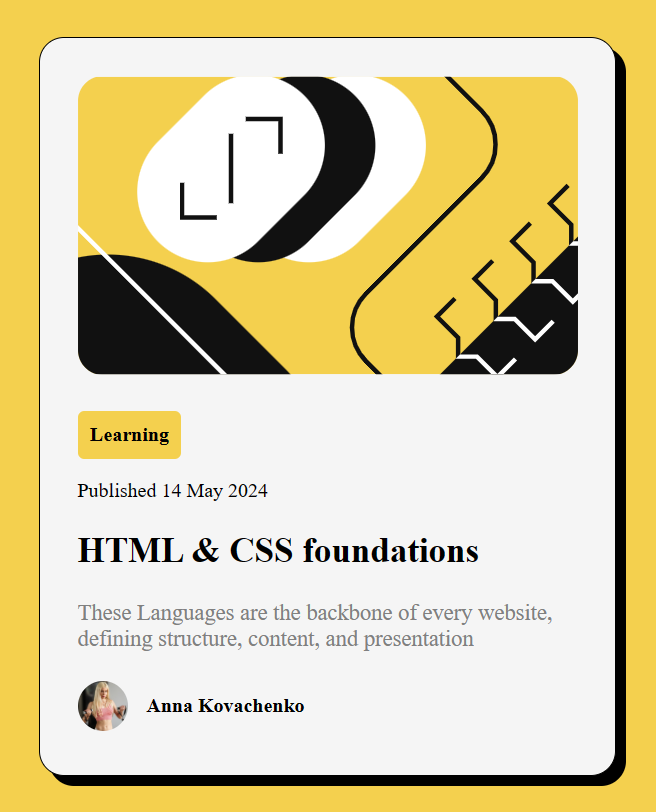 Learning
Published 14 May 2024
HTML & CSS foundations
These Languages are the backbone of every website,
defining structure, content, and presentation
Anna Kovachenko